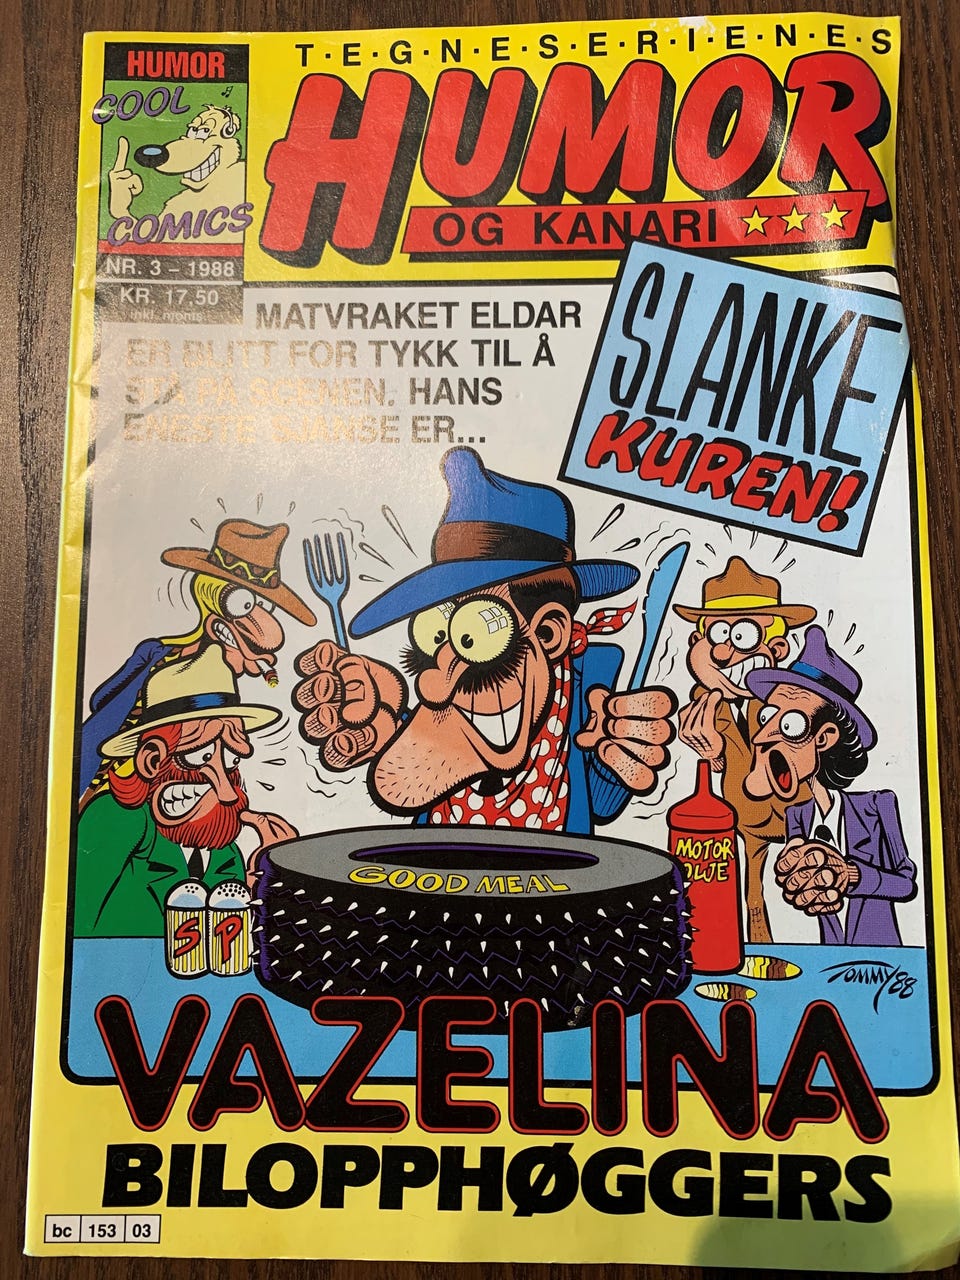 HUMOR
COOL
COMICS
NR. 3 – 1988
KR. 17.50
inkl. moms
T·E·G·N·E·S·E·R·I·E·N·E·S
HUMOR
OG KANARI
SLANKE
KUREN!
MATVRAKET ELDAR
ER BLITT FOR TYKK TIL Å
STÅ PÅ SCENEN. HANS
ENESTE SJANSE ER...
GOOD MEAL
MOTOR
OLJE
S P
TOMMY 88
VAZELINA
BILOPPHØGGERS
bc 153 03